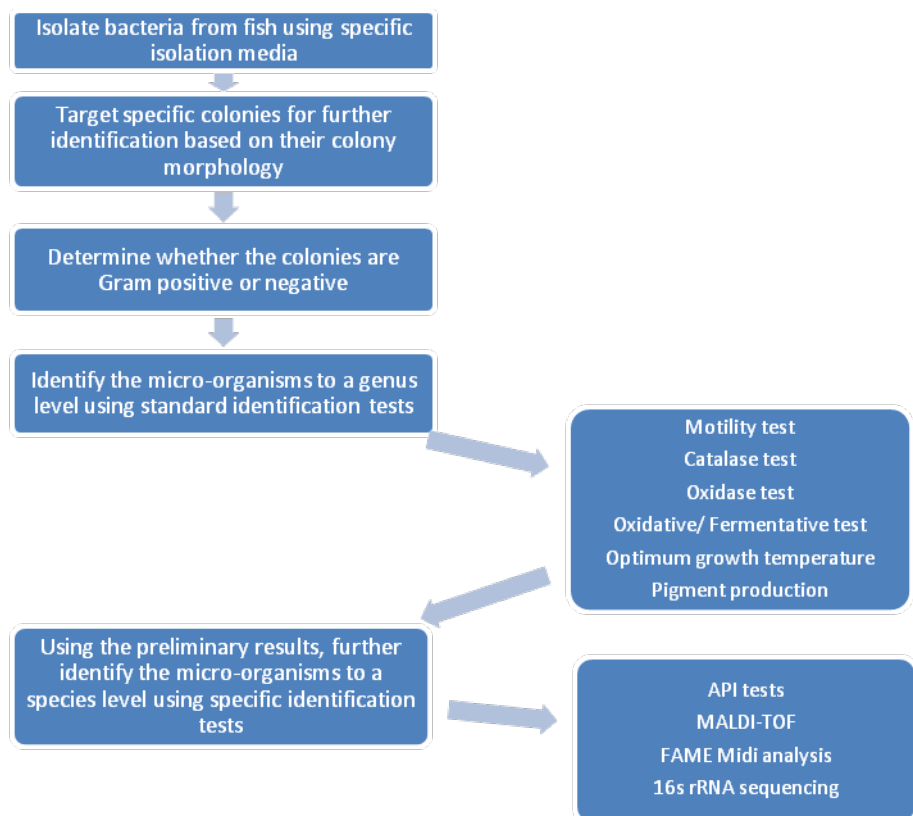 Isolate bacteria from fish using specific
isolation media
Target specific colonies for further
identification based on their colony
morphology
Determine whether the colonies are
Gram positive or negative
Identify the micro-organisms to a genus
level using standard identification tests
Motility test
Catalase test
Oxidase test
Oxidative/ Fermentative test
Optimum growth temperature
Pigment production
Using the preliminary results, further
identify the micro-organisms to a
species level using specific identification
tests
API tests
MALDI-TOF
FAME Midi analysis
16s rRNA sequencing